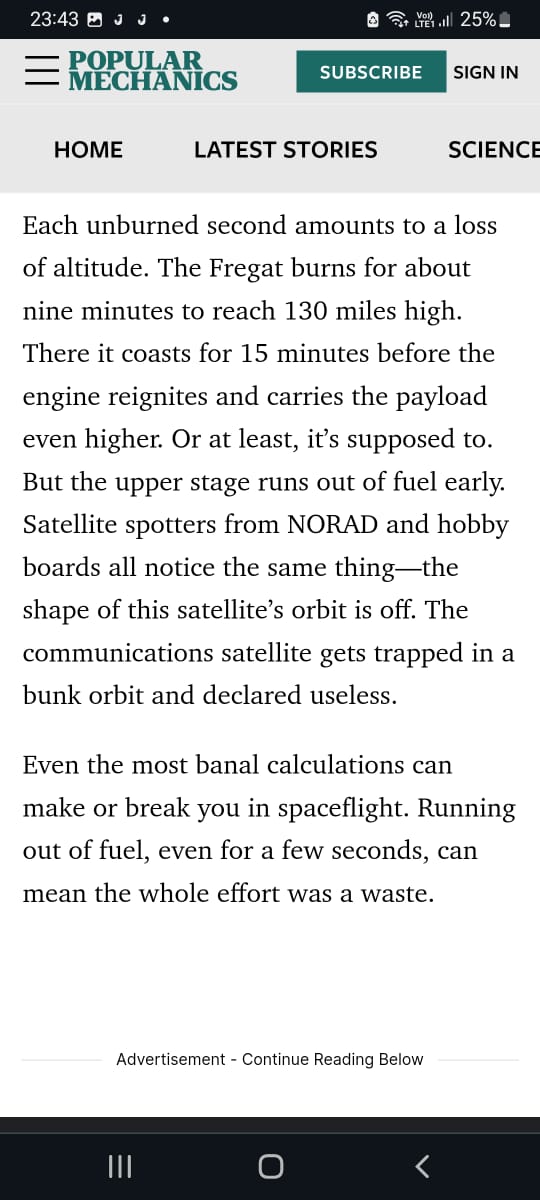 23:43
Vo)) LTE1 25%
POPULAR
MECHANICS
SUBSCRIBE
SIGN IN
HOME LATEST STORIES SCIENCE
Each unburned second amounts to a loss
of altitude. The Fregat burns for about
nine minutes to reach 130 miles high.
There it coasts for 15 minutes before the
engine reignites and carries the payload
even higher. Or at least, it’s supposed to.
But the upper stage runs out of fuel early.
Satellite spotters from NORAD and hobby
boards all notice the same thing—the
shape of this satellite’s orbit is off. The
communications satellite gets trapped in a
bunk orbit and declared useless.
Even the most banal calculations can
make or break you in spaceflight. Running
out of fuel, even for a few seconds, can
mean the whole effort was a waste.
Advertisement - Continue Reading Below